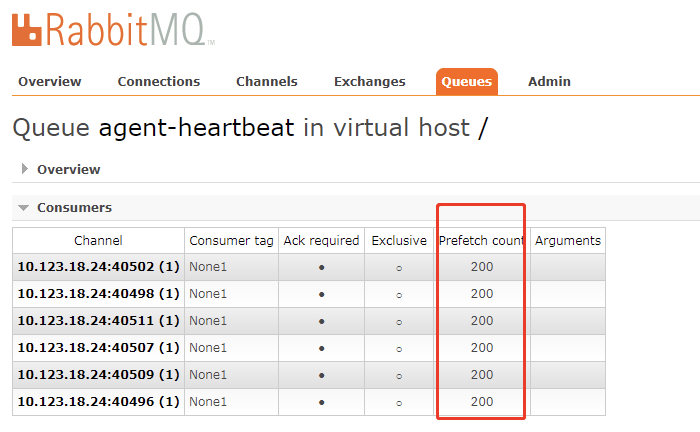 RabbitMQ™
Overview Connections Channels Exchanges Queues Admin
Queue agent-heartbeat in virtual host /
Overview
Consumers
Channel Consumer tag Ack required Exclusive Prefetch count Arguments
10.123.18.24:40502 (1) None1 ● ○ 200
10.123.18.24:40498 (1) None1 ● ○ 200
10.123.18.24:40511 (1) None1 ● ○ 200
10.123.18.24:40507 (1) None1 ● ○ 200
10.123.18.24:40509 (1) None1 ● ○ 200
10.123.18.24:40496 (1) None1 ● ○ 200